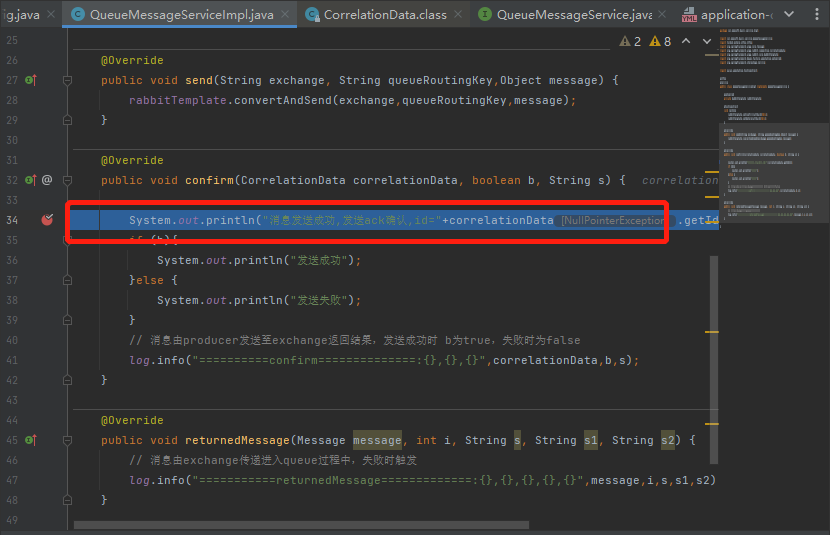 ig.java QueueMessageServiceImpl.java CorrelationData.class QueueMessageService.java application-
25 2 8
26 @Override
27 public void send(String exchange, String queueRoutingKey,Object message) {
28 rabbitTemplate.convertAndSend(exchange,queueRoutingKey,message);
29 }
30
31 @Override
32 @ public void confirm(CorrelationData correlationData, boolean b, String s) { correlation
33
34 System.out.println("消息发送成功,发送ack确认,id="+correlationData [NullPointerException] .getId
35 if (b){
36 System.out.println("发送成功");
37 }else {
38 System.out.println("发送失败");
39 }
40 // 消息由producer发送至exchange返回结果，发送成功时 b为true，失败时为false
41 log.info("==========confirm==============:{},{},{}",correlationData,b,s);
42 }
43
44 @Override
45 public void returnedMessage(Message message, int i, String s, String s1, String s2) {
46 // 消息由exchange传递进入queue过程中，失败时触发
47 log.info("===========returnedMessage=============:{},{},{},{},{}",message,i,s,s1,s2)
48 }
49